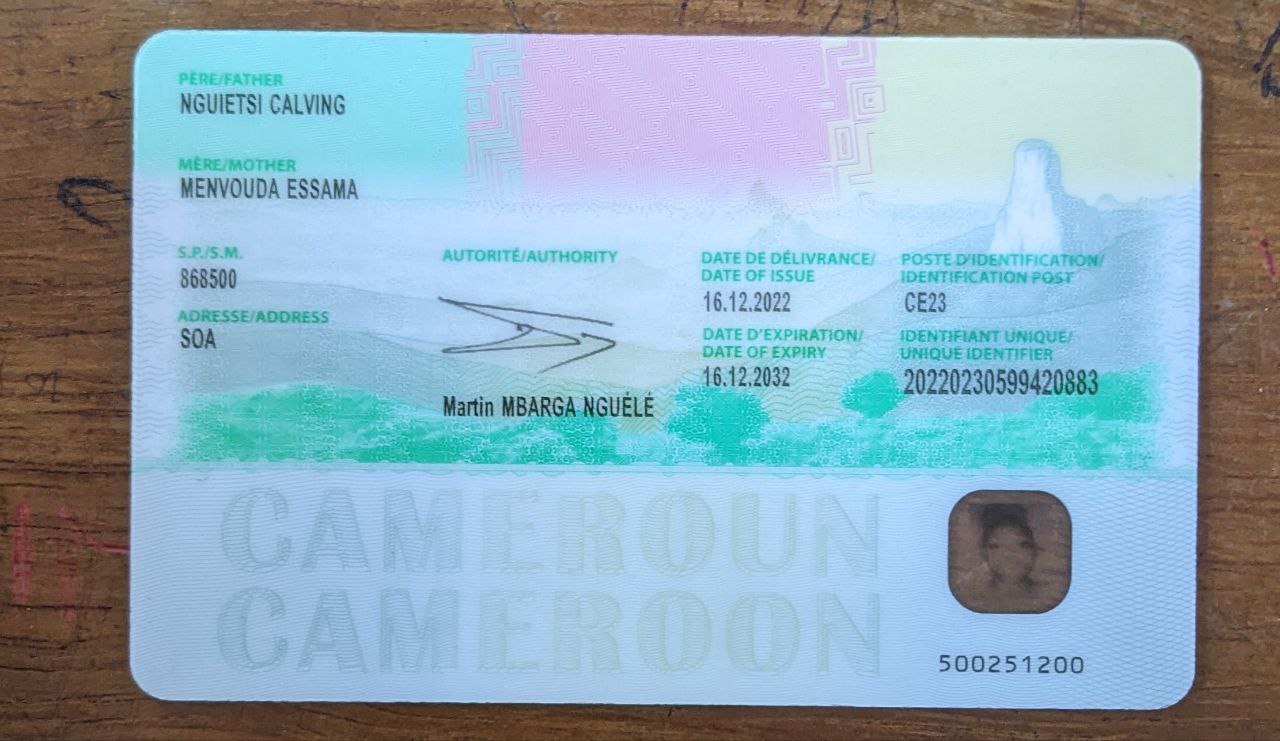 PÈRE/FATHER
NGUIETSI CALVING
MÈRE/MOTHER
MENVOUDA ESSAMA
S.P./S.M.
868500
ADRESSE/ADDRESS
SOA
AUTORITÉ/AUTHORITY
Martin MBARGA NGUÉLÉ
DATE DE DÉLIVRANCE/
DATE OF ISSUE
16.12.2022
DATE D'EXPIRATION/
DATE OF EXPIRY
16.12.2032
POSTE D'IDENTIFICATION/
IDENTIFICATION POST
CE23
IDENTIFIANT UNIQUE/
UNIQUE IDENTIFIER
20220230599420883
CAMEROUN
CAMEROON
500251200